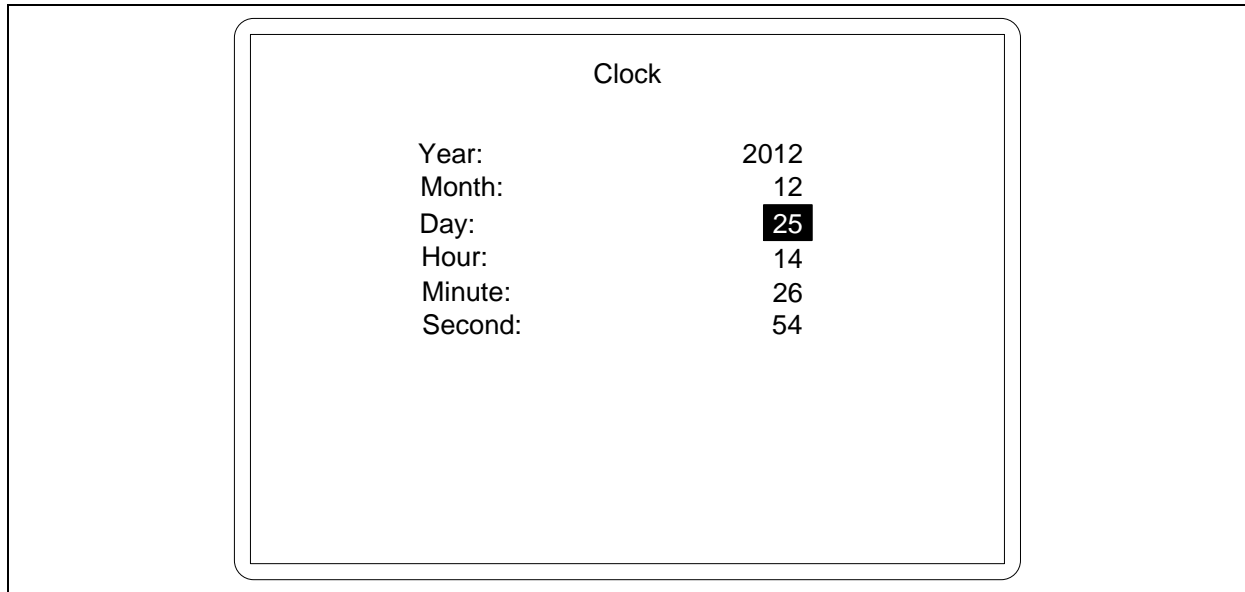 Clock
Year: 2012
Month: 12
Day: 25
Hour: 14
Minute: 26
Second: 54